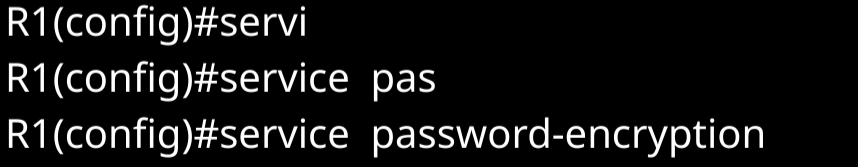 R1(config)#servi
R1(config)#service  pas
R1(config)#service  password-encryption